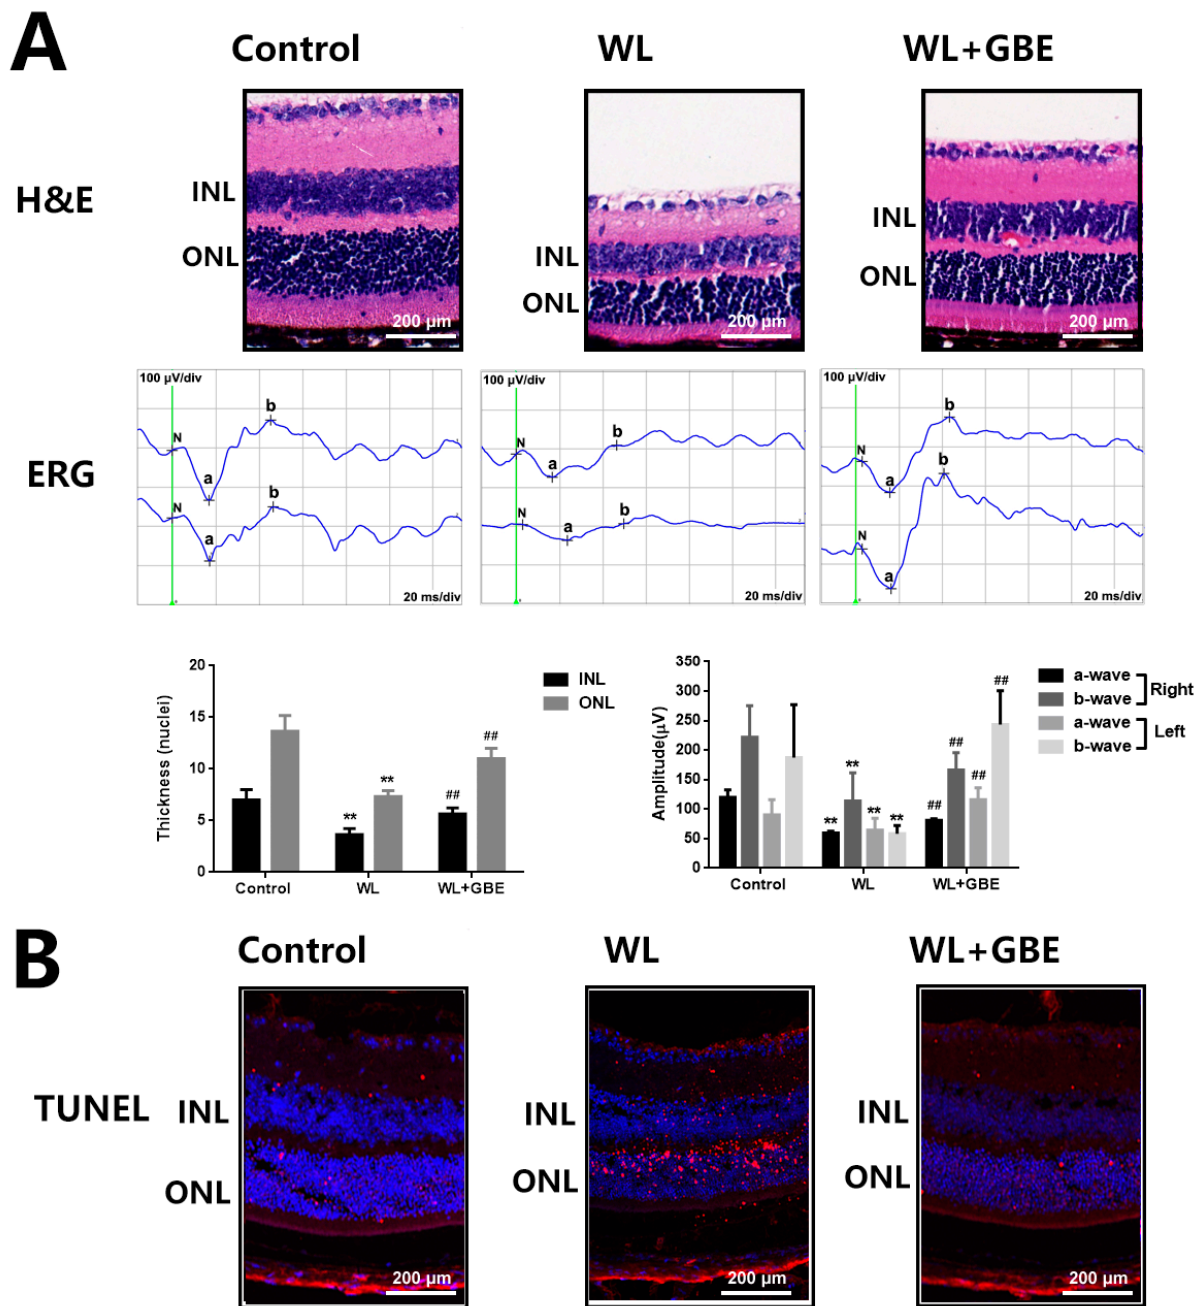 A
Control WL WL+GBE
H&E
INL
ONL
200 µm
INL
ONL
200 µm
INL
ONL
200 µm
ERG
100 µV/div
N
a
b
N
a
b
20 ms/div
100 µV/div
N
a
b
N
a
b
20 ms/div
100 µV/div
N
a
b
N
a
b
20 ms/div
Thickness (nuclei)
20
15
10
5
0
** **
## ##
Control WL WL+GBE
INL
ONL
Amplitude(µV)
350
300
250
200
150
100
50
0
** ** ** **
## ## ## ##
Control WL WL+GBE
a-wave
b-wave
Right
a-wave
b-wave
Left
B
Control WL WL+GBE
TUNEL
INL
ONL
200 µm
INL
ONL
200 µm
INL
ONL
200 µm